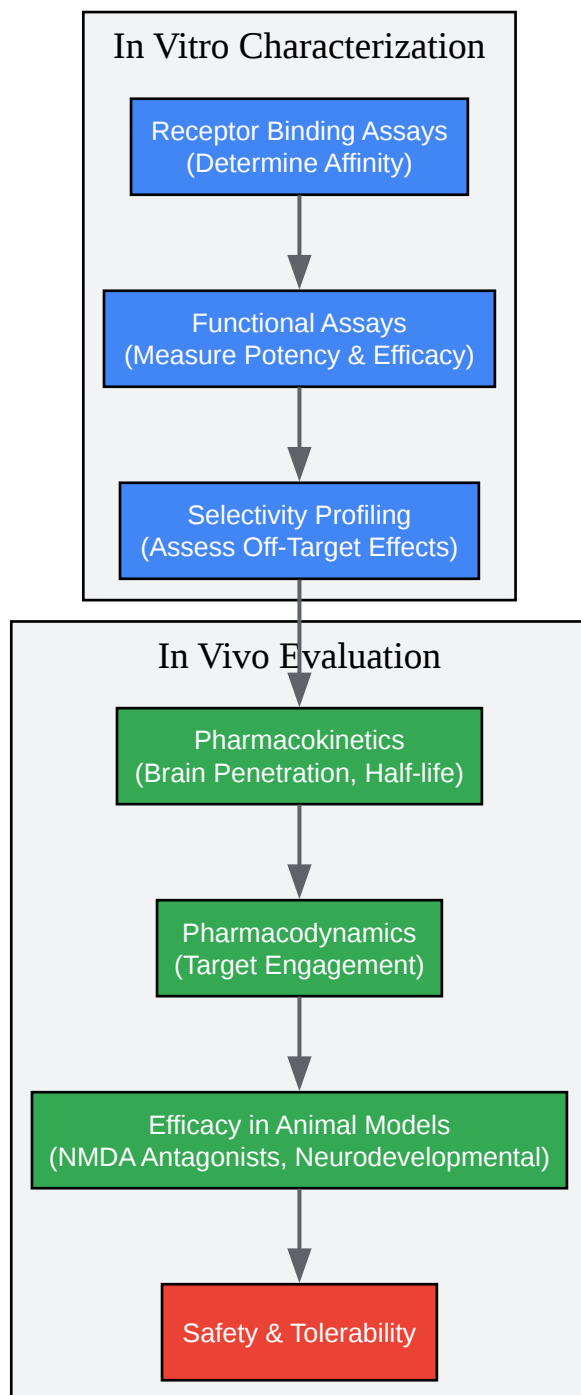 In Vitro Characterization
Receptor Binding Assays
(Determine Affinity)
Functional Assays
(Measure Potency & Efficacy)
Selectivity Profiling
(Assess Off-Target Effects)
In Vivo Evaluation
Pharmacokinetics
(Brain Penetration, Half-life)
Pharmacodynamics
(Target Engagement)
Efficacy in Animal Models
(NMDA Antagonists, Neurodevelopmental)
Safety & Tolerability